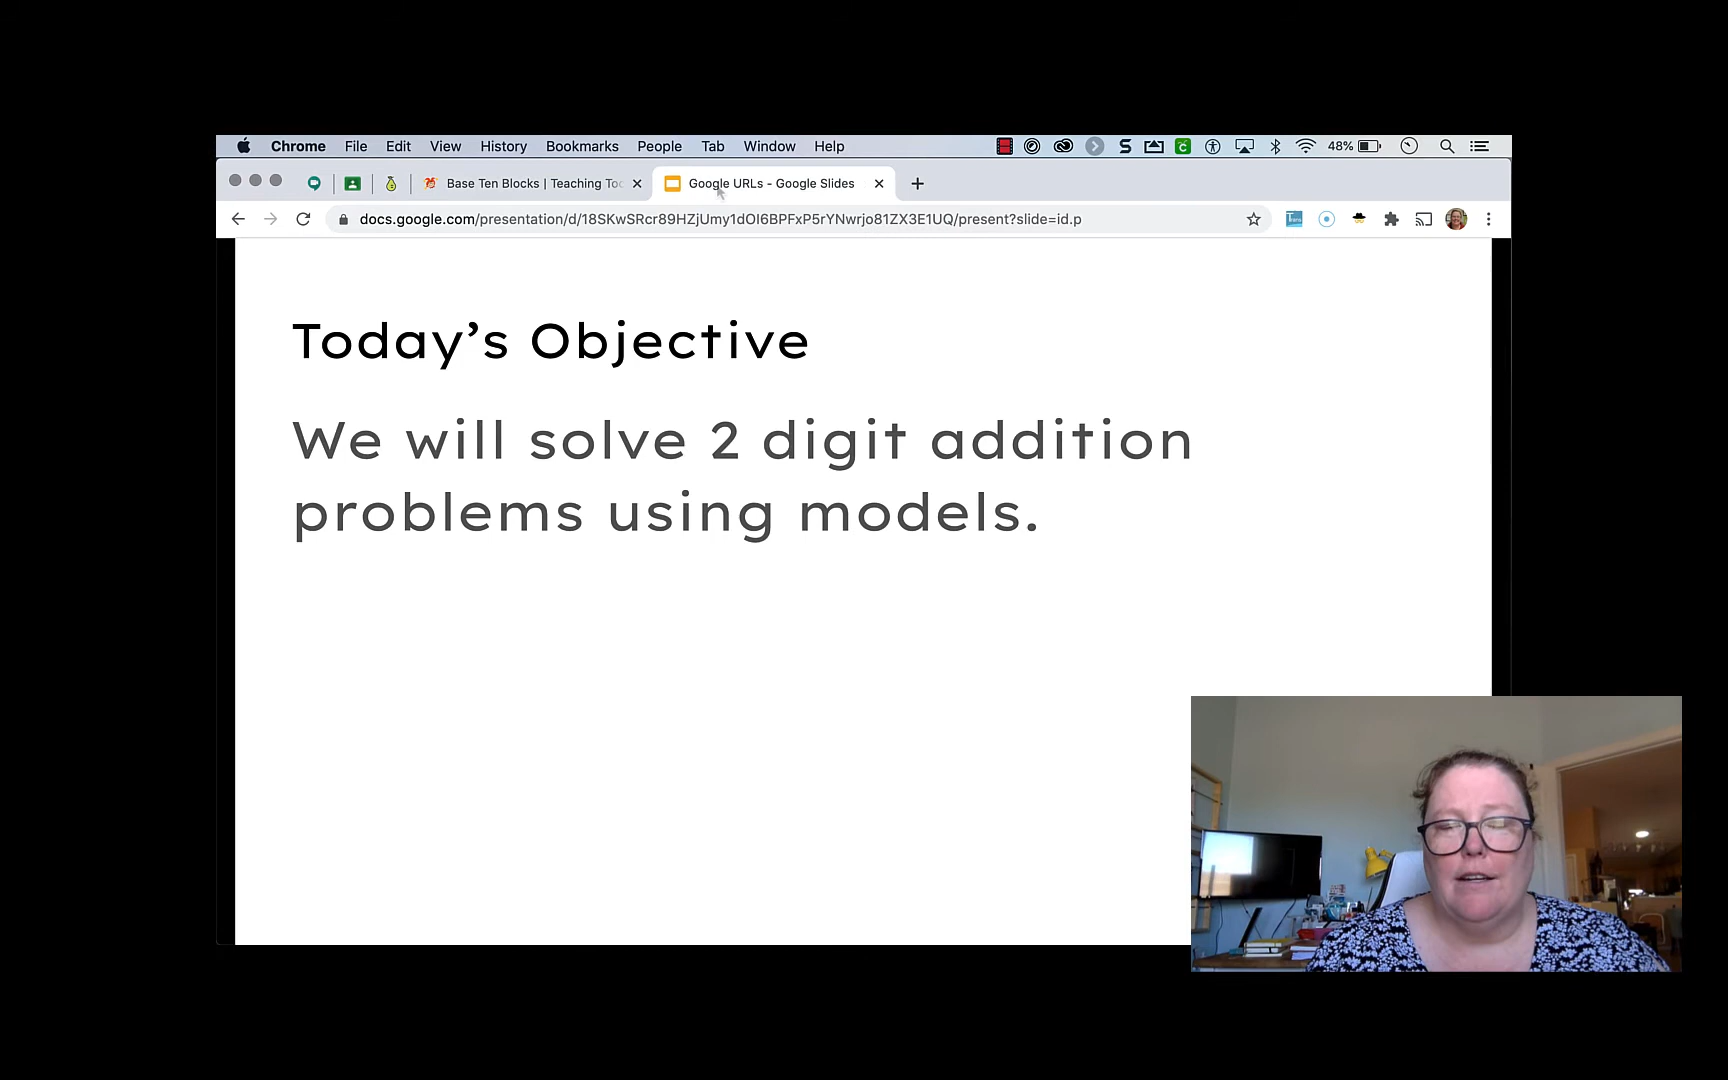 Chrome File Edit View History Bookmarks People Tab Window Help 48%
Base Ten Blocks | Teaching Too Google URLs - Google Slides
docs.google.com/presentation/d/18SKwSRcr89HZjUmy1dOI6BPFxP5rYNwrjo81ZX3E1UQ/present?slide=id.p
Today's Objective
We will solve 2 digit addition
problems using models.